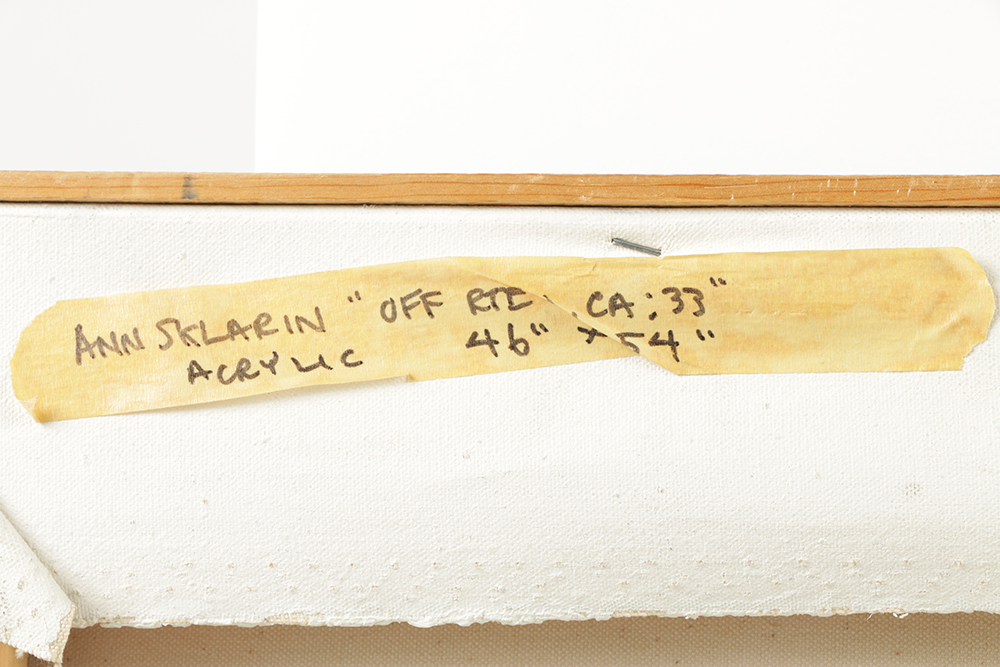 ANN SKLARIN "OFF RTE CA:33"
ACRYLIC 46" x 54"